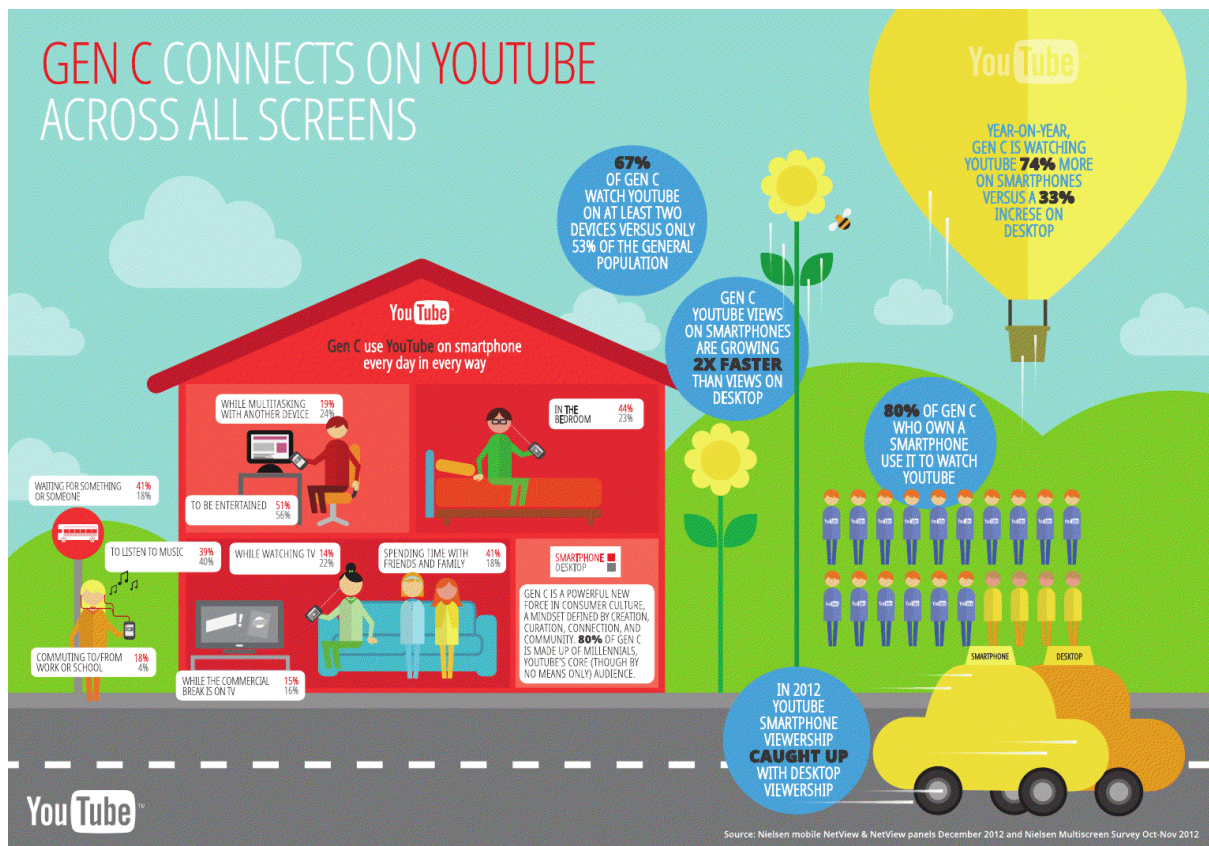 GEN C CONNECTS ON YOUTUBE
ACROSS ALL SCREENS
YouTube
YEAR-ON-YEAR,
GEN C IS WATCHING
YOUTUBE 74% MORE
ON SMARTPHONES
VERSUS A 33%
INCRESE ON
DESKTOP
67%
OF GEN C
WATCH YOUTUBE
ON AT LEAST TWO
DEVICES VERSUS ONLY
53% OF THE GENERAL
POPULATION
GEN C
YOUTUBE VIEWS
ON SMARTPHONES
ARE GROWING
2X FASTER
THAN VIEWS ON
DESKTOP
80% OF GEN C
WHO OWN A
SMARTPHONE
USE IT TO WATCH
YOUTUBE
YouTube
Gen C use YouTube on smartphone
every day in every way
WHILE MULTITASKING 19%
WITH ANOTHER DEVICE 24%
IN THE 44%
BEDROOM 23%
WAITING FOR SOMETHING 41%
OR SOMEONE 18%
TO BE ENTERTAINED 51%
56%
TO LISTEN TO MUSIC 39%
40%
WHILE WATCHING TV 14%
22%
SPENDING TIME WITH 41%
FRIENDS AND FAMILY 18%
SMARTPHONE
DESKTOP
GEN C IS A POWERFUL NEW
FORCE IN CONSUMER CULTURE,
A MINDSET DEFINED BY CREATION,
CURATION, CONNECTION, AND
COMMUNITY. 80% OF GEN C
IS MADE UP OF MILLENNIALS,
YOUTUBE'S CORE (THOUGH BY
NO MEANS ONLY) AUDIENCE.
COMMUTING TO/FROM 18%
WORK OR SCHOOL 4%
WHILE THE COMMERCIAL 15%
BREAK IS ON TV 16%
SMARTPHONE DESKTOP
IN 2012
YOUTUBE
SMARTPHONE
VIEWERSHIP
CAUGHT UP
WITH DESKTOP
VIEWERSHIP
YouTube™
Source: Nielsen mobile NetView & NetView panels December 2012 and Nielsen Multiscreen Survey Oct-Nov 2012